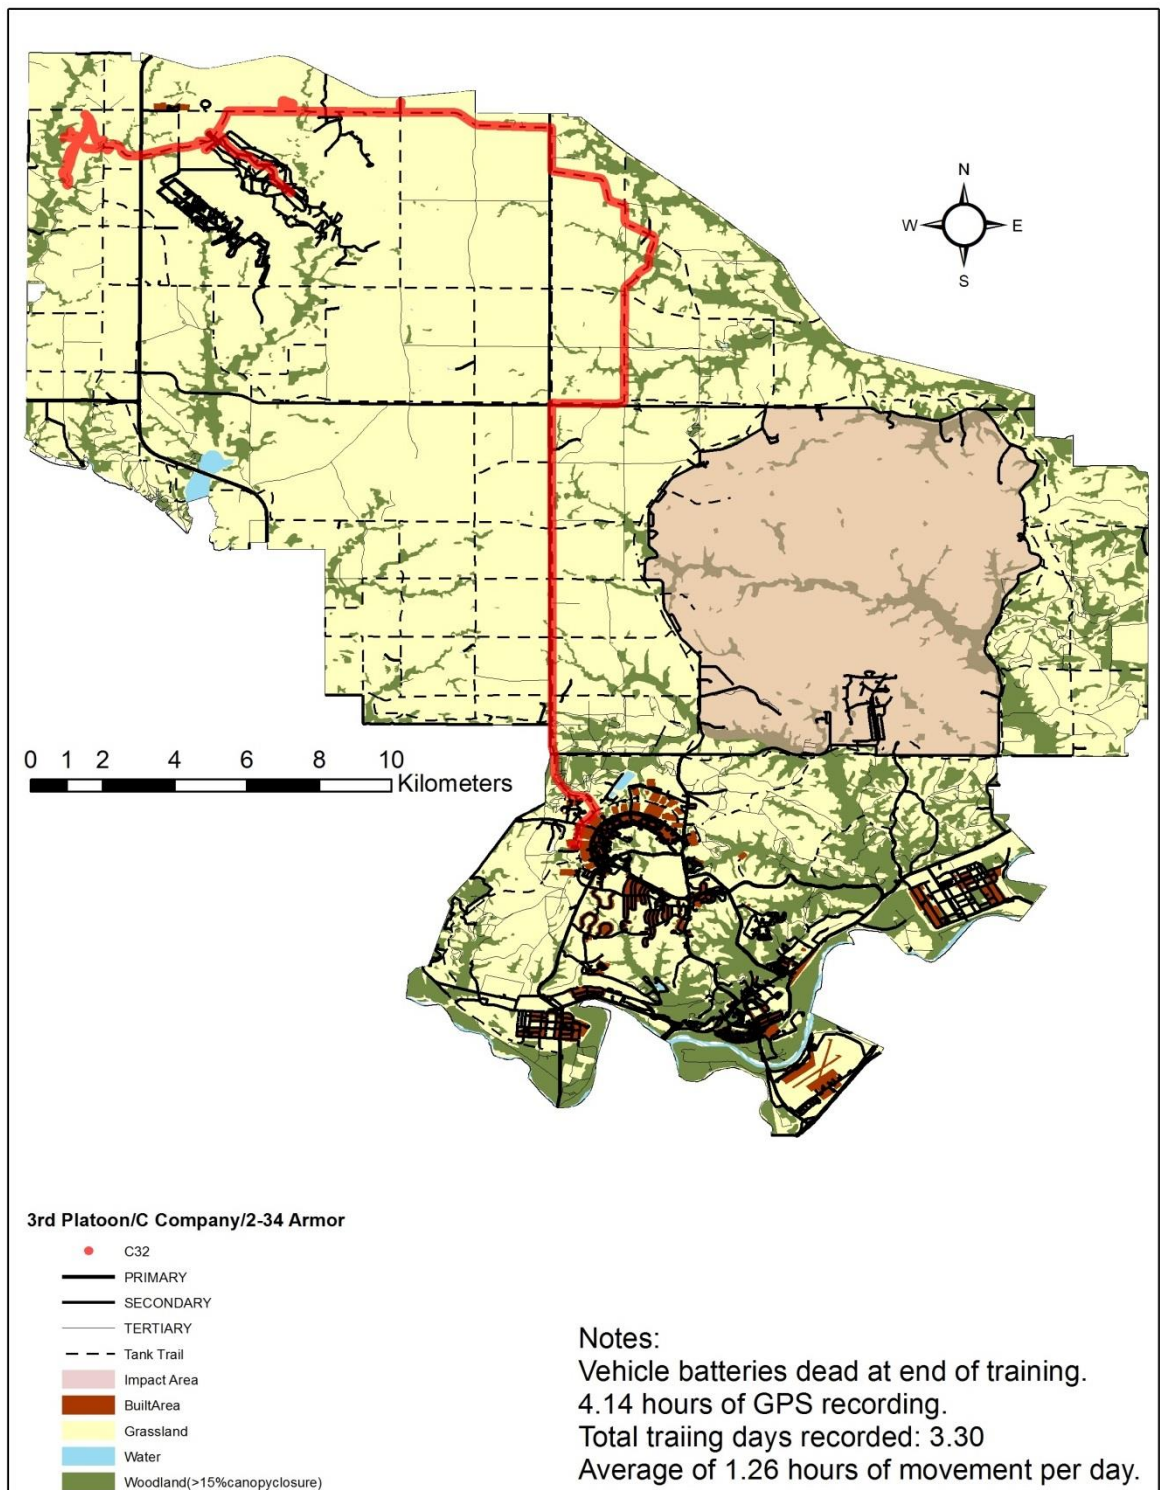 N
W E
S
0 1 2 4 6 8 10
Kilometers
3rd Platoon/C Company/2-34 Armor
C32
PRIMARY
SECONDARY
TERTIARY
Tank Trail
Impact Area
BuiltArea
Grassland
Water
Woodland(>15%canopyclosure)
Notes:
Vehicle batteries dead at end of training.
4.14 hours of GPS recording.
Total traiing days recorded: 3.30
Average of 1.26 hours of movement per day.